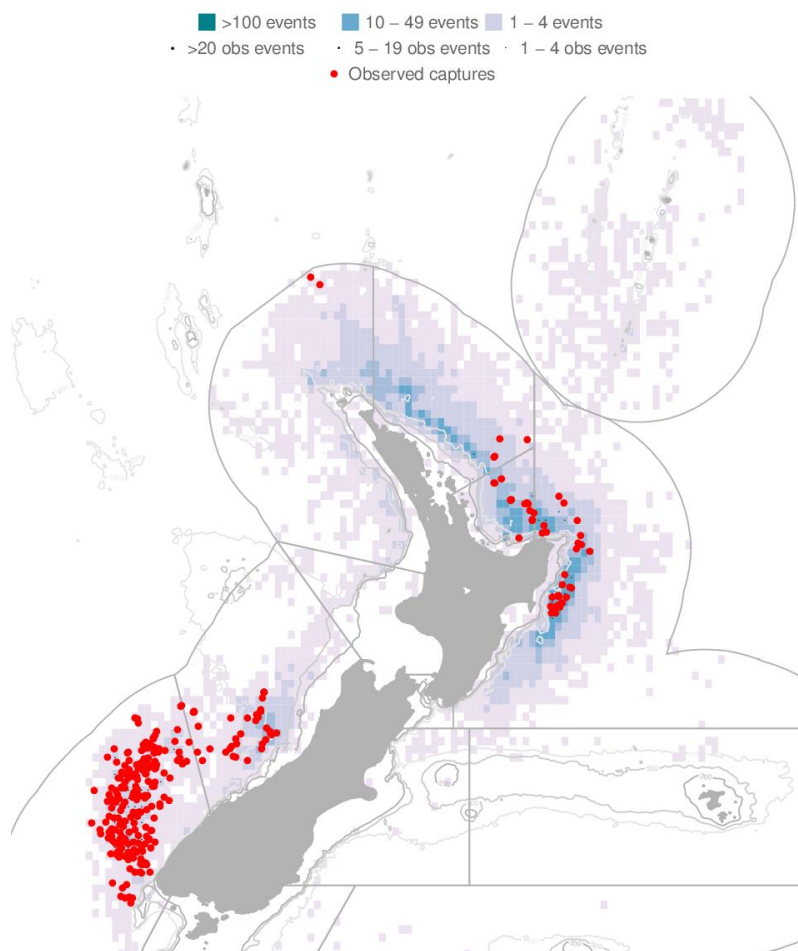 >100 events 10 – 49 events 1 – 4 events
>20 obs events 5 – 19 obs events 1 – 4 obs events
Observed captures